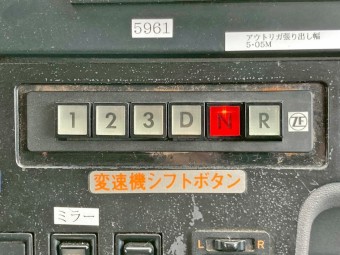 5961
アウトリガ張り出し幅
5·05M
1 2 3 D N R
ZF
変速機シフトボタン
ミラー
L R